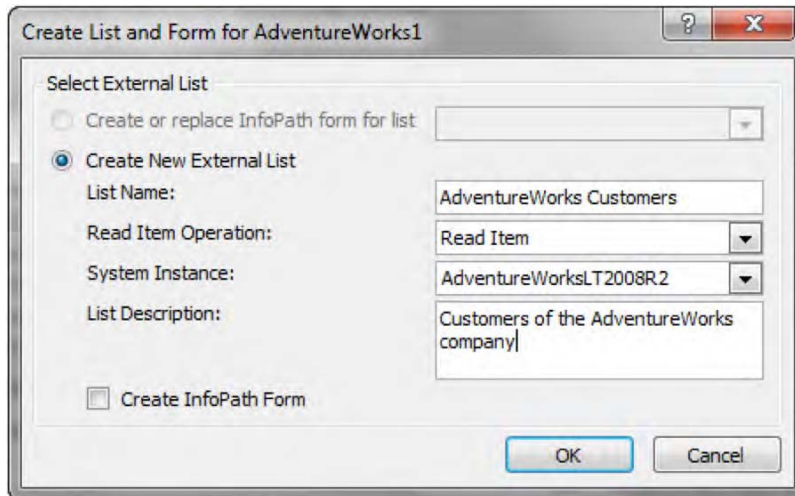 Create List and Form for AdventureWorks1
?
X
Select External List
Create or replace InfoPath form for list
Create New External List
List Name:
AdventureWorks Customers
Read Item Operation:
Read Item
System Instance:
AdventureWorksLT2008R2
List Description:
Customers of the AdventureWorks
company
Create InfoPath Form
OK
Cancel